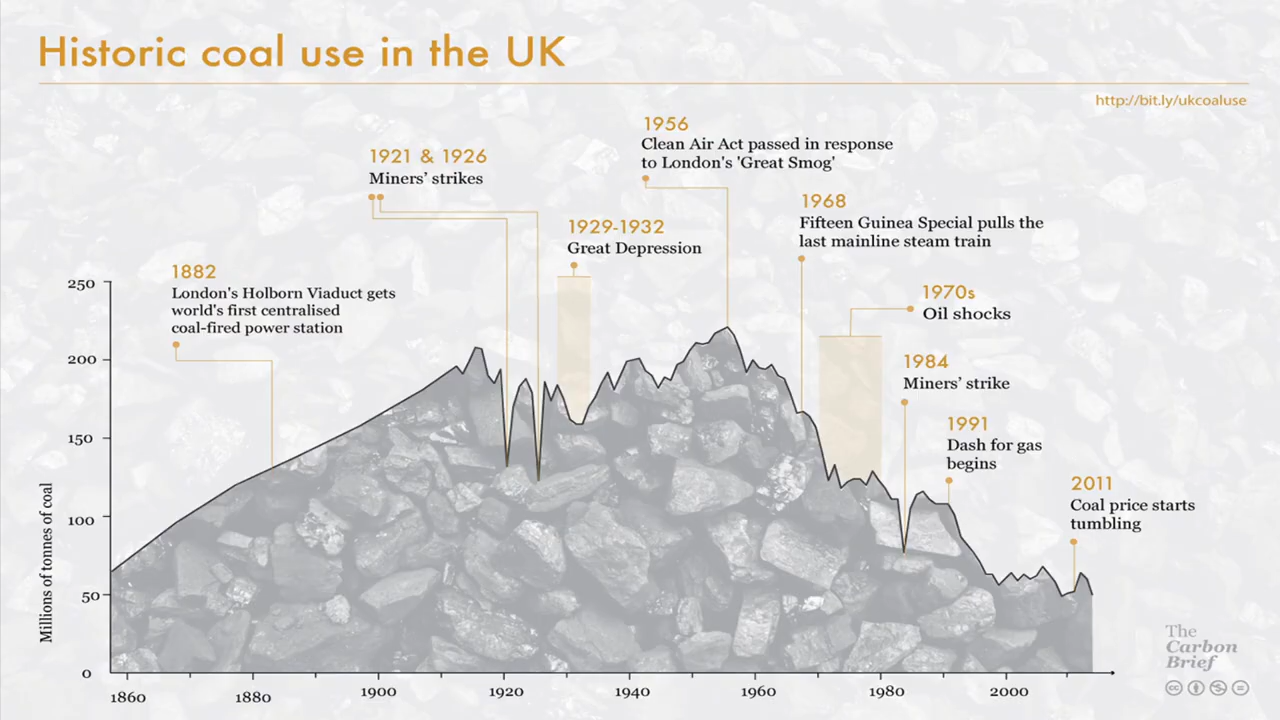 Historic coal use in the UK
http://bit.ly/ukcoaluse
1956
Clean Air Act passed in response
to London's 'Great Smog'
1921 & 1926
Miners’ strikes
1968
Fifteen Guinea Special pulls the
last mainline steam train
1929-1932
Great Depression
1882
London's Holborn Viaduct gets
world's first centralised
coal-fired power station
1970s
Oil shocks
1984
Miners’ strike
1991
Dash for gas
begins
2011
Coal price starts
tumbling
Millions of tonnes of coal
250
200
150
100
50
0
1860 1880 1900 1920 1940 1960 1980 2000
The
Carbon
Brief